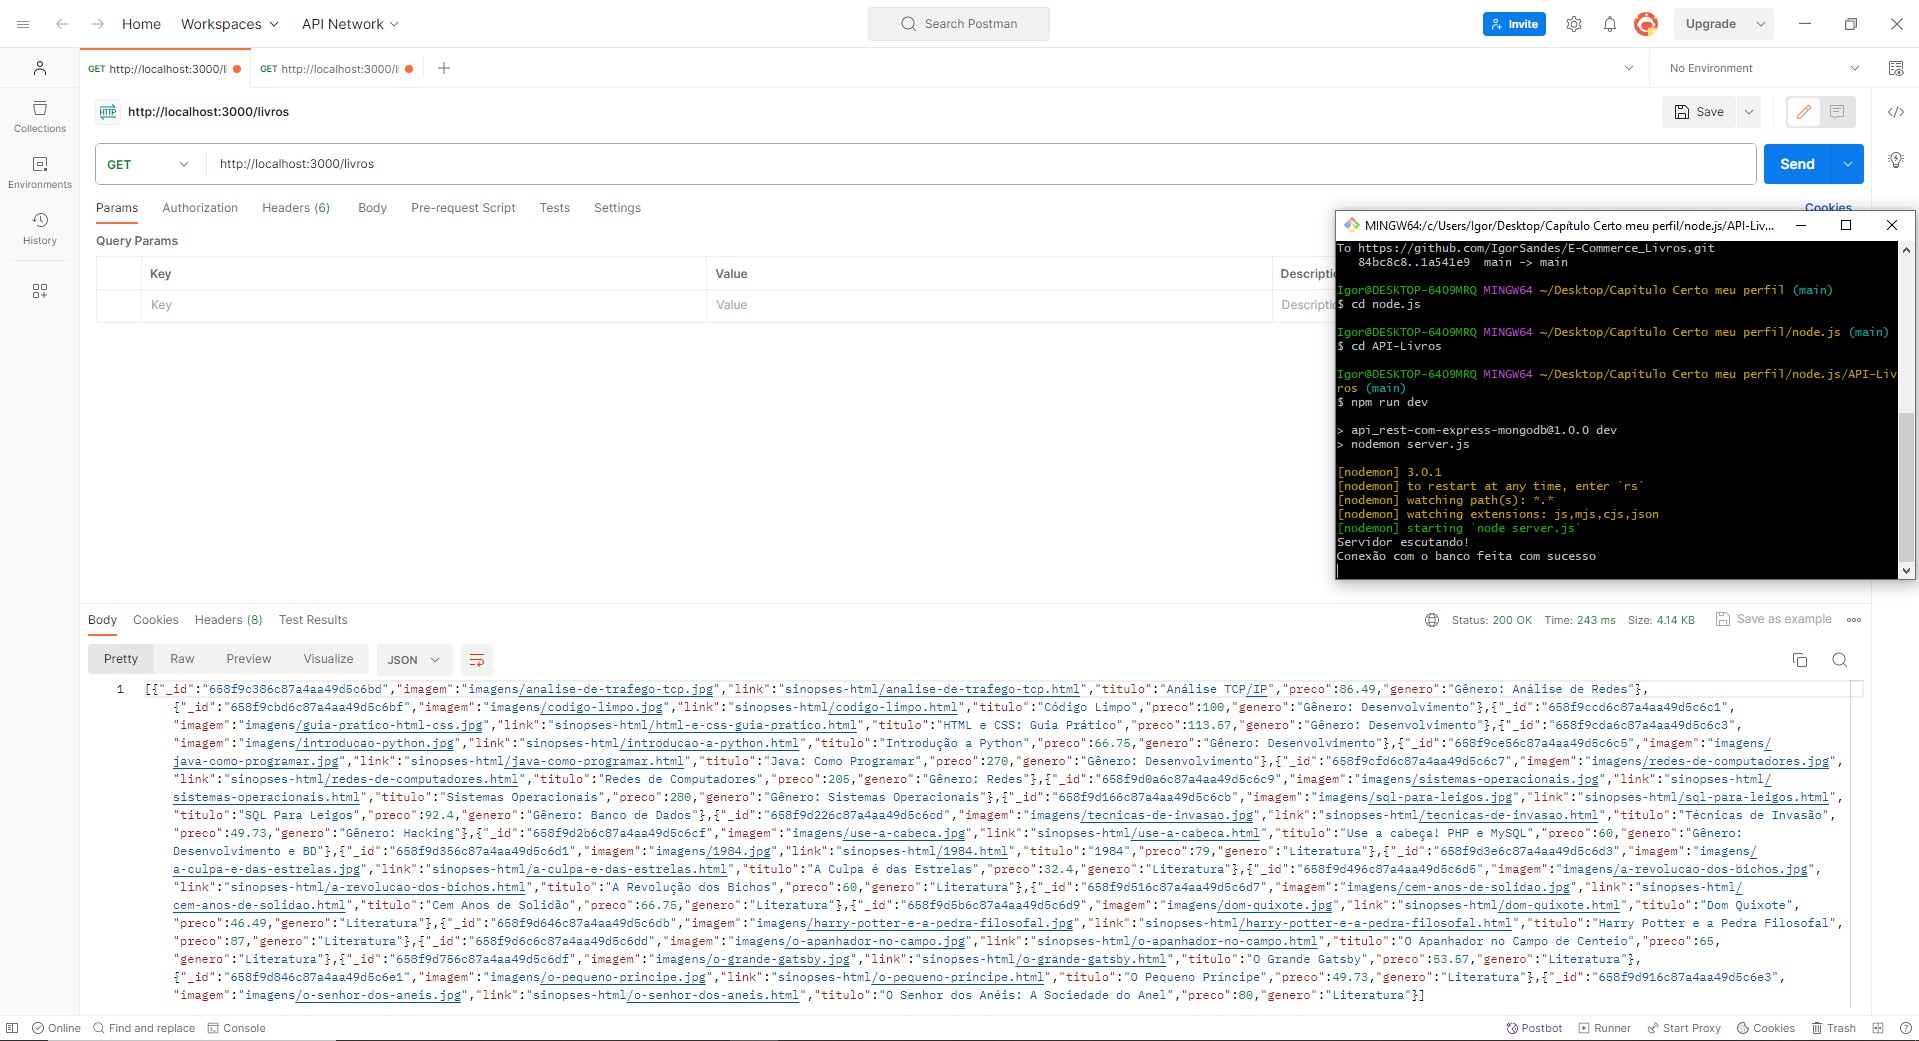 Home Workspaces API Network Search Postman Invite Upgrade
GET http://localhost:3000/l GET http://localhost:3000/l No Environment
HTTP http://localhost:3000/livros Save
GET http://localhost:3000/livros Send
Collections
Environments
History
Params Authorization Headers (6) Body Pre-request Script Tests Settings Cookies
Query Params
Key Value Descripti
Key Value Descripti
MINGW64:/c/Users/Igor/Desktop/Capítulo Certo meu perfil/node.js/API-Liv...
To https://github.com/IgorSandes/E-Commerce_Livros.git
84bc8c8..1a541e9 main -> main
Igor@DESKTOP-64O9MRQ MINGW64 ~/Desktop/Capítulo Certo meu perfil (main)
$ cd node.js
Igor@DESKTOP-64O9MRQ MINGW64 ~/Desktop/Capítulo Certo meu perfil/node.js (main)
$ cd API-Livros
Igor@DESKTOP-64O9MRQ MINGW64 ~/Desktop/Capítulo Certo meu perfil/node.js/API-Liv
ros (main)
$ npm run dev
> api_rest-com-express-mongodb@1.0.0 dev
> nodemon server.js
[nodemon] 3.0.1
[nodemon] to restart at any time, enter `rs`
[nodemon] watching path(s): *.*
[nodemon] watching extensions: js,mjs,cjs,json
[nodemon] starting `node server.js`
Servidor escutando!
Conexão com o banco feita com sucesso
Body Cookies Headers (8) Test Results Status: 200 OK Time: 243 ms Size: 4.14 KB Save as example
Pretty Raw Preview Visualize JSON
1 [{"_id":"658f9c386c87a4aa49d5c6bd","imagem":"imagens/analise-de-trafego-tcp.jpg","link":"sinopses-html/analise-de-trafego-tcp.html","titulo":"Análise TCP/IP","preco":86.49,"genero":"Gênero: Análise de Redes"},
{"_id":"658f9cbd6c87a4aa49d5c6bf","imagem":"imagens/codigo-limpo.jpg","link":"sinopses-html/codigo-limpo.html","titulo":"Código Limpo","preco":100,"genero":"Gênero: Desenvolvimento"},{"_id":"658f9ccd6c87a4aa49d5c6c1",
"imagem":"imagens/guia-pratico-html-css.jpg","link":"sinopses-html/html-e-css-guia-pratico.html","titulo":"HTML e CSS: Guia Prático","preco":113.57,"genero":"Gênero: Desenvolvimento"},{"_id":"658f9cda6c87a4aa49d5c6c3",
"imagem":"imagens/introducao-python.jpg","link":"sinopses-html/introducao-a-python.html","titulo":"Introdução a Python","preco":66.75,"genero":"Gênero: Desenvolvimento"},{"_id":"658f9ce56c87a4aa49d5c6c5","imagem":"imagens/
java-como-programar.jpg","link":"sinopses-html/java-como-programar.html","titulo":"Java: Como Programar","preco":270,"genero":"Gênero: Desenvolvimento"},{"_id":"658f9cfd6c87a4aa49d5c6c7","imagem":"imagens/redes-de-computadores.jpg",
"link":"sinopses-html/redes-de-computadores.html","titulo":"Redes de Computadores","preco":205,"genero":"Gênero: Redes"},{"_id":"658f9d0a6c87a4aa49d5c6c9","imagem":"imagens/sistemas-operacionais.jpg","link":"sinopses-html/
sistemas-operacionais.html","titulo":"Sistemas Operacionais","preco":280,"genero":"Gênero: Sistemas Operacionais"},{"_id":"658f9d166c87a4aa49d5c6cb","imagem":"imagens/sql-para-leigos.jpg","link":"sinopses-html/sql-para-leigos.html",
"titulo":"SQL Para Leigos","preco":92.4,"genero":"Gênero: Banco de Dados"},{"_id":"658f9d226c87a4aa49d5c6cd","imagem":"imagens/tecnicas-de-invasao.jpg","link":"sinopses-html/tecnicas-de-invasao.html","titulo":"Técnicas de Invasão",
"preco":49.73,"genero":"Gênero: Hacking"},{"_id":"658f9d2b6c87a4aa49d5c6cf","imagem":"imagens/use-a-cabeca.jpg","link":"sinopses-html/use-a-cabeca.html","titulo":"Use a cabeça! PHP e MySQL","preco":60,"genero":"Gênero:
Desenvolvimento e BD"},{"_id":"658f9d356c87a4aa49d5c6d1","imagem":"imagens/1984.jpg","link":"sinopses-html/1984.html","titulo":"1984","preco":79,"genero":"Literatura"},{"_id":"658f9d3e6c87a4aa49d5c6d3","imagem":"imagens/
a-culpa-e-das-estrelas.jpg","link":"sinopses-html/a-culpa-e-das-estrelas.html","titulo":"A Culpa é das Estrelas","preco":32.4,"genero":"Literatura"},{"_id":"658f9d496c87a4aa49d5c6d5","imagem":"imagens/a-revolucao-dos-bichos.jpg",
"link":"sinopses-html/a-revolucao-dos-bichos.html","titulo":"A Revolução dos Bichos","preco":60,"genero":"Literatura"},{"_id":"658f9d516c87a4aa49d5c6d7","imagem":"imagens/cem-anos-de-solidao.jpg","link":"sinopses-html/
cem-anos-de-solidao.html","titulo":"Cem Anos de Solidão","preco":66.75,"genero":"Literatura"},{"_id":"658f9d5b6c87a4aa49d5c6d9","imagem":"imagens/dom-quixote.jpg","link":"sinopses-html/dom-quixote.html","titulo":"Dom Quixote",
"preco":46.49,"genero":"Literatura"},{"_id":"658f9d646c87a4aa49d5c6db","imagem":"imagens/harry-potter-e-a-pedra-filosofal.jpg","link":"sinopses-html/harry-potter-e-a-pedra-filosofal.html","titulo":"Harry Potter e a Pedra Filosofal",
"preco":87,"genero":"Literatura"},{"_id":"658f9d6c6c87a4aa49d5c6dd","imagem":"imagens/o-apanhador-no-campo.jpg","link":"sinopses-html/o-apanhador-no-campo.html","titulo":"O Apanhador no Campo de Centeio","preco":65,
"genero":"Literatura"},{"_id":"658f9d756c87a4aa49d5c6df","imagem":"imagens/o-grande-gatsby.jpg","link":"sinopses-html/o-grande-gatsby.html","titulo":"O Grande Gatsby","preco":53.57,"genero":"Literatura"},
{"_id":"658f9d846c87a4aa49d5c6e1","imagem":"imagens/o-pequeno-principe.jpg","link":"sinopses-html/o-pequeno-principe.html","titulo":"O Pequeno Príncipe","preco":49.73,"genero":"Literatura"},{"_id":"658f9d916c87a4aa49d5c6e3",
"imagem":"imagens/o-senhor-dos-aneis.jpg","link":"sinopses-html/o-senhor-dos-aneis.html","titulo":"O Senhor dos Anéis: A Sociedade do Anel","preco":80,"genero":"Literatura"}]
Online Find and replace Console Postbot Runner Start Proxy Cookies Trash